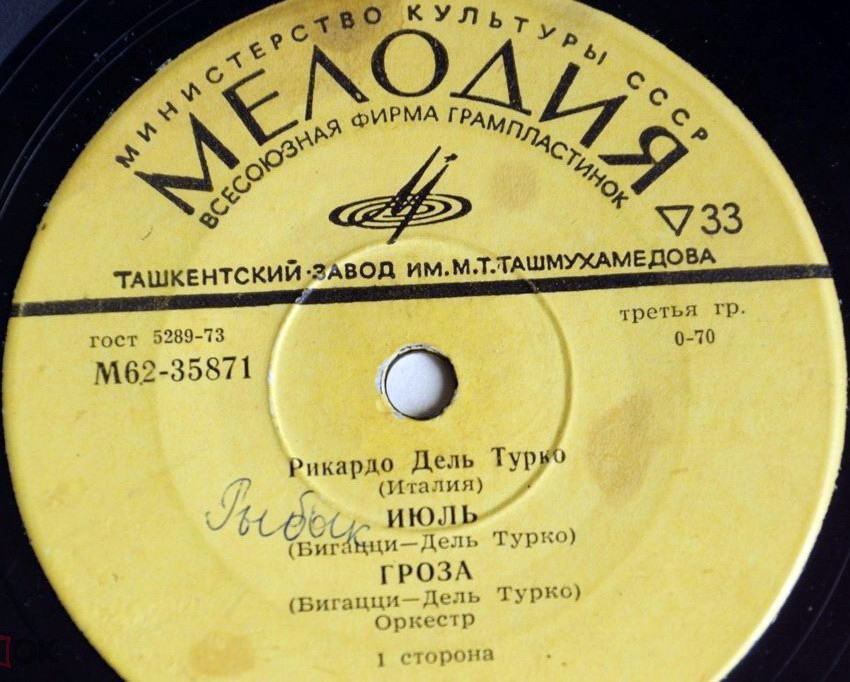 МИНИСТЕРСТВО КУЛЬТУРЫ СССР
МЕЛОДИЯ
ВСЕСОЮЗНАЯ ФИРМА ГРАМПЛАСТИНОК
▽33
ТАШКЕНТСКИЙ·ЗАВОД ИМ.М.Т.ТАШМУХАМЕДОВА
гост 5289-73
третья гр.
М62-35871
0-70
Рикардо Дель Турко
(Италия)
ИЮЛЬ
(Бигацци—Дель Турко)
ГРОЗА
(Бигацци—Дель Турко)
Оркестр
1 сторона